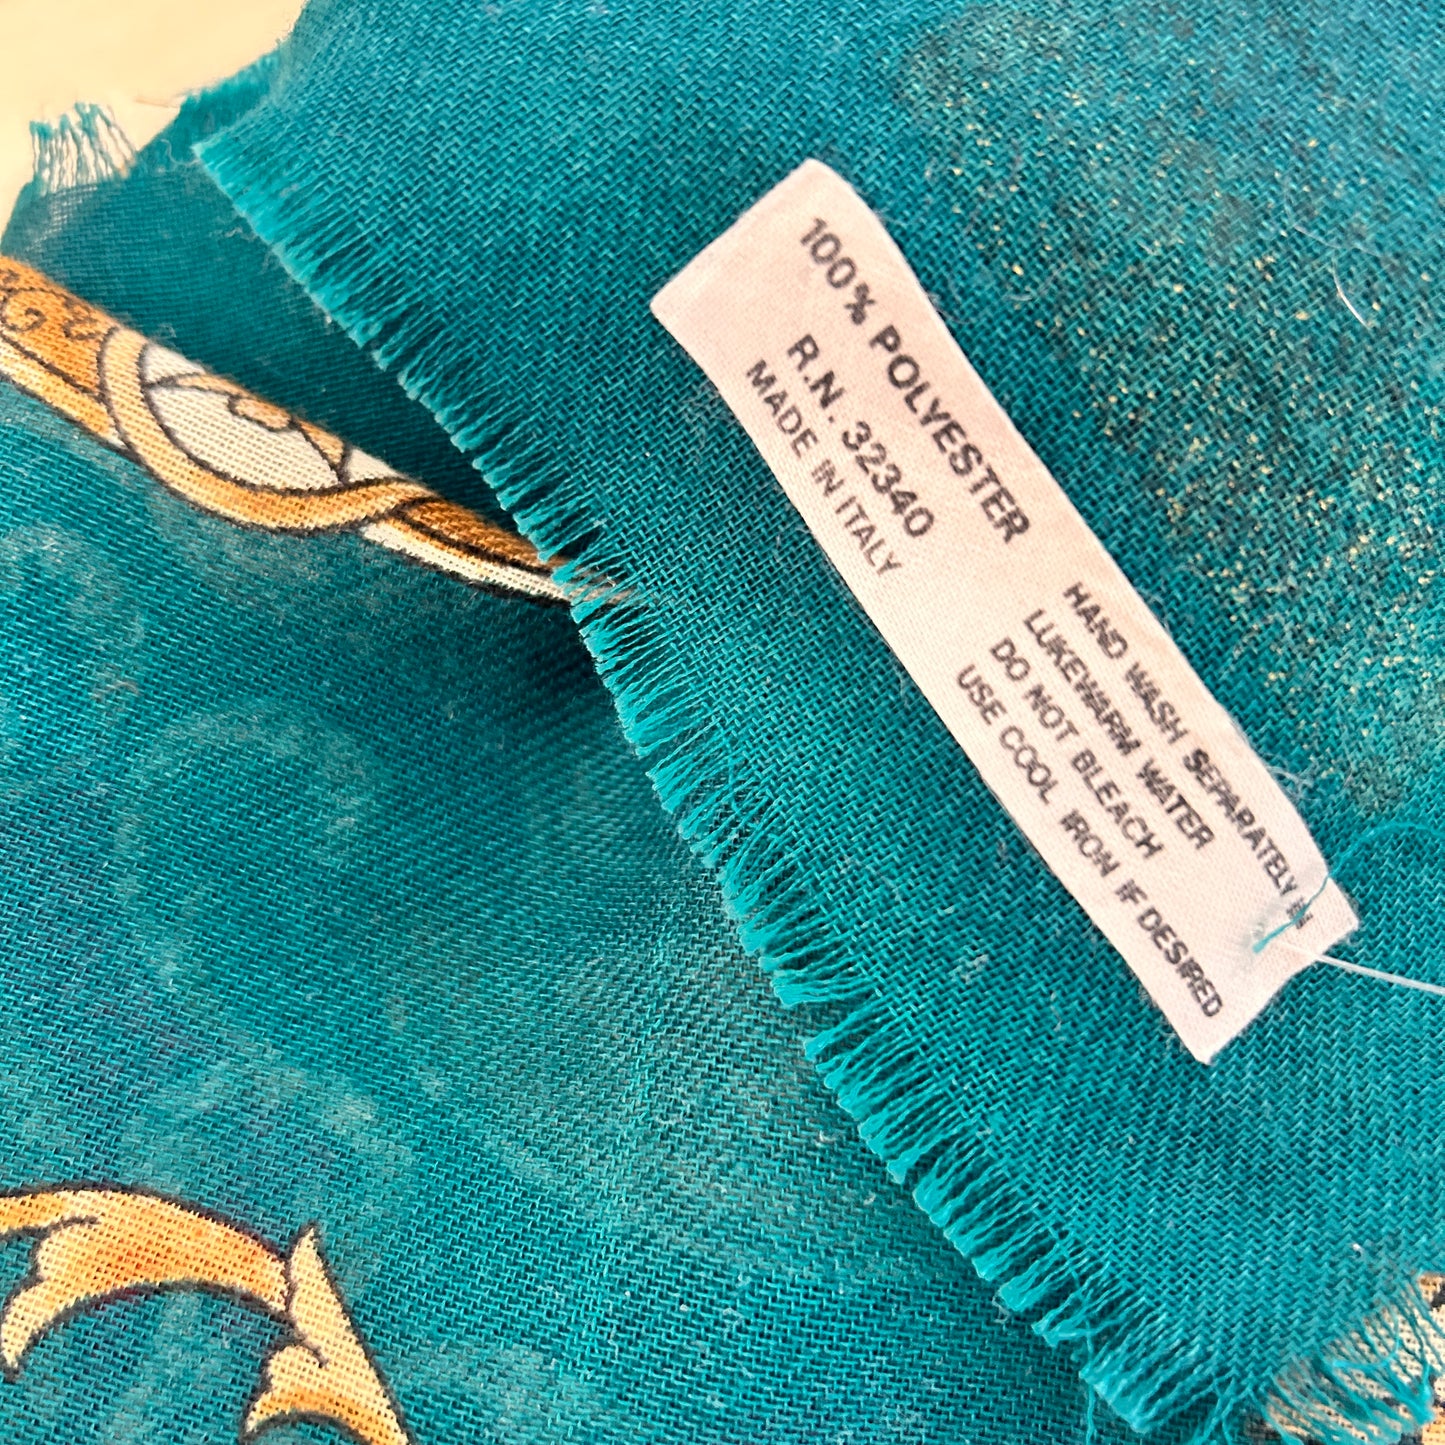 100% POLYESTER
R.N. 32340
MADE IN ITALY
HAND WASH SEPARATELY IN
LUKEWARM WATER
DO NOT BLEACH
USE COOL IRON IF DESIRED